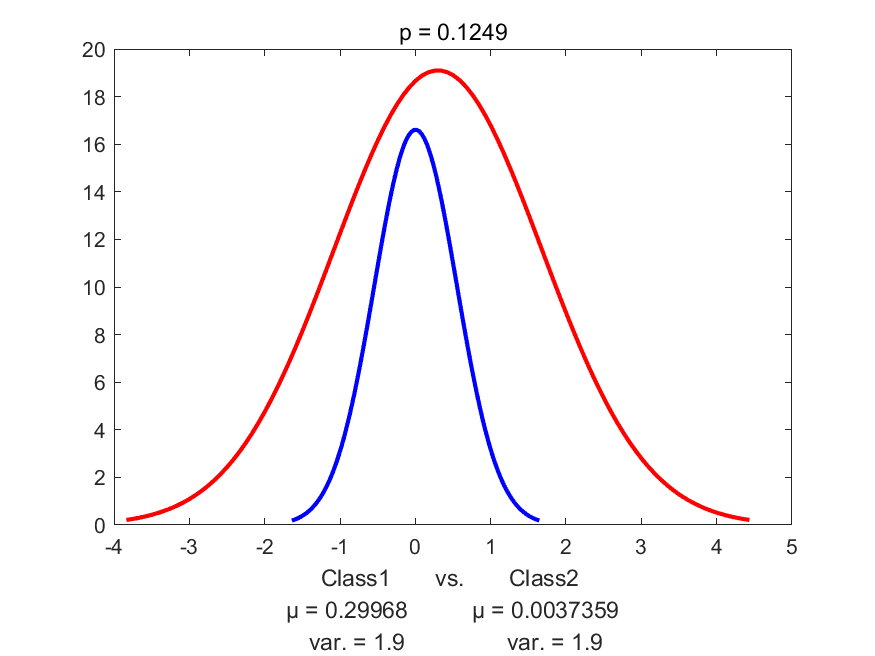 p = 0.1249
20
18
16
14
12
10
8
6
4
2
0
-4 -3 -2 -1 0 1 2 3 4 5
Class1 vs. Class2
μ = 0.29968 μ = 0.0037359
var. = 1.9 var. = 1.9